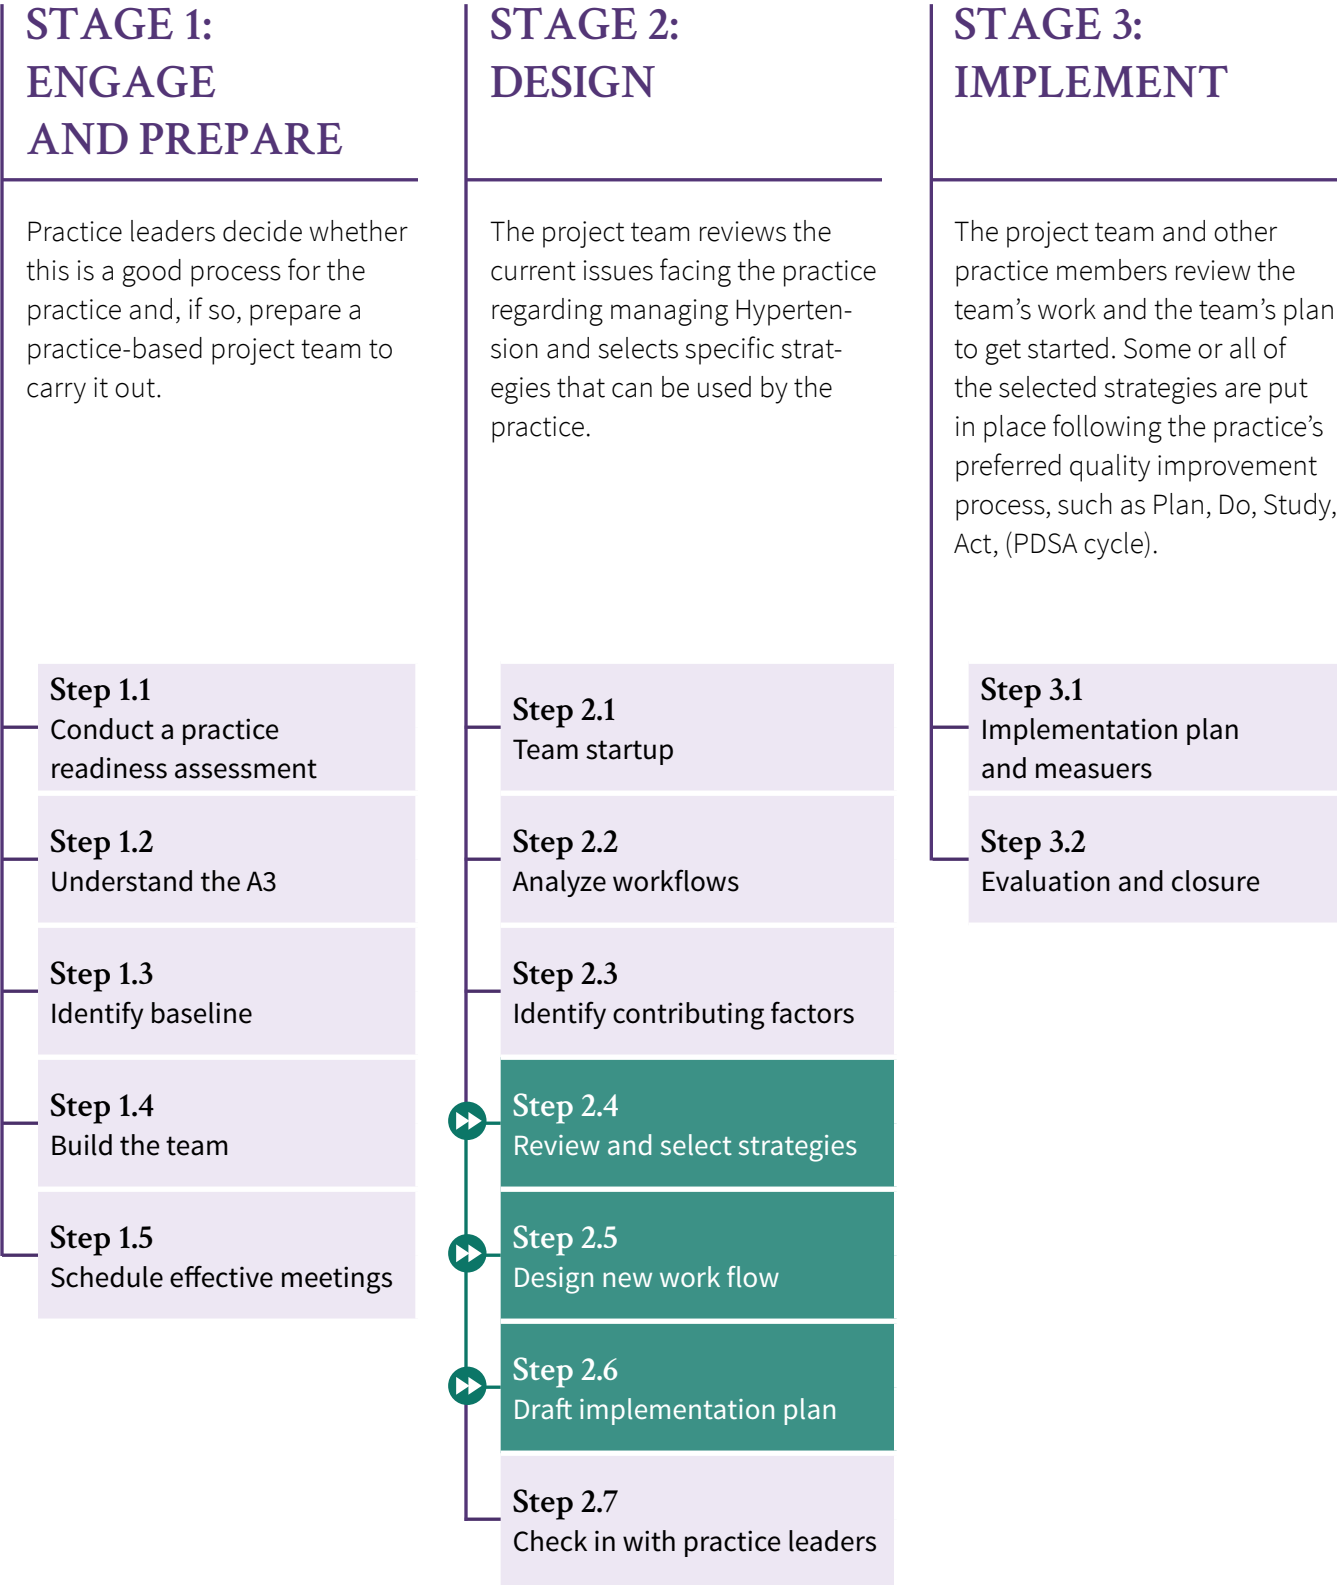 STAGE 1:
ENGAGE
AND PREPARE
Practice leaders decide whether
this is a good process for the
practice and, if so, prepare a
practice-based project team to
carry it out.
Step 1.1
Conduct a practice
readiness assessment
Step 1.2
Understand the A3
Step 1.3
Identify baseline
Step 1.4
Build the team
Step 1.5
Schedule effective meetings
STAGE 2:
DESIGN
The project team reviews the
current issues facing the practice
regarding managing Hyperten-
sion and selects specific strat-
egies that can be used by the
practice.
Step 2.1
Team startup
Step 2.2
Analyze workflows
Step 2.3
Identify contributing factors
Step 2.4
Review and select strategies
Step 2.5
Design new work flow
Step 2.6
Draft implementation plan
Step 2.7
Check in with practice leaders
STAGE 3:
IMPLEMENT
The project team and other
practice members review the
team’s work and the team’s plan
to get started. Some or all of
the selected strategies are put
in place following the practice’s
preferred quality improvement
process, such as Plan, Do, Study,
Act, (PDSA cycle).
Step 3.1
Implementation plan
and measuers
Step 3.2
Evaluation and closure